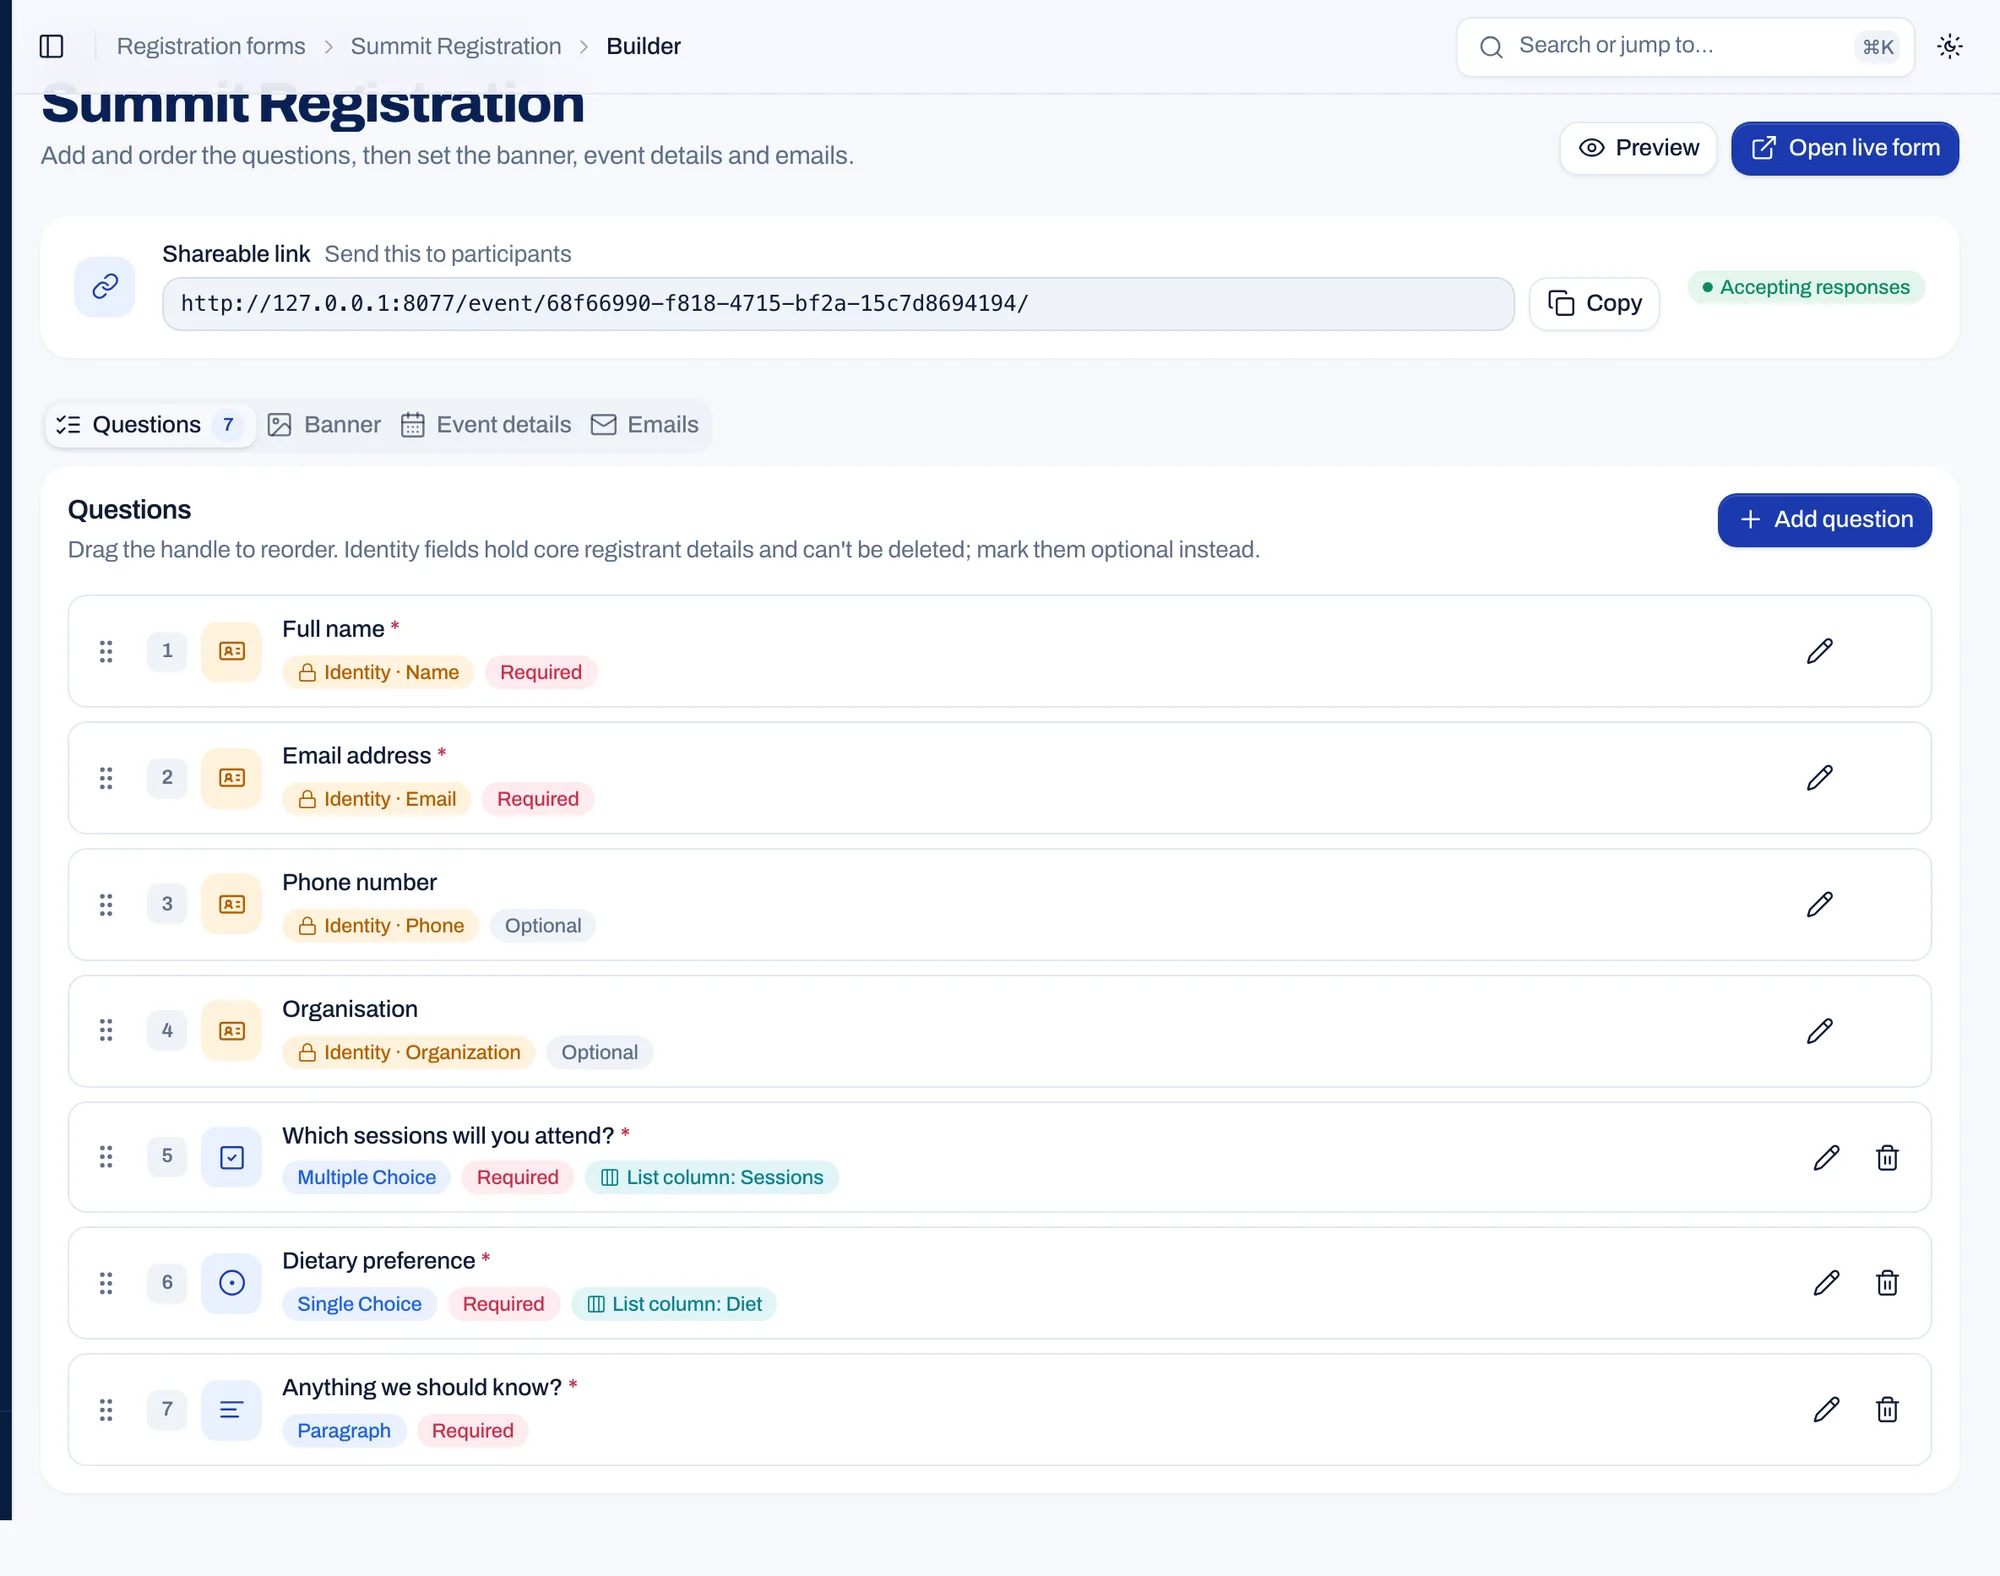 Registration forms > Summit Registration > Builder
Search or jump to... ⌘K
Summit Registration
Add and order the questions, then set the banner, event details and emails.
Preview
Open live form
Shareable link Send this to participants
http://127.0.0.1:8077/event/68f66990-f818-4715-bf2a-15c7d8694194/
Copy
Accepting responses
Questions 7 Banner Event details Emails
Questions
Drag the handle to reorder. Identity fields hold core registrant details and can't be deleted; mark them optional instead.
Add question
1 Full name *
Identity · Name Required
2 Email address *
Identity · Email Required
3 Phone number
Identity · Phone Optional
4 Organisation
Identity · Organization Optional
5 Which sessions will you attend? *
Multiple Choice Required List column: Sessions
6 Dietary preference *
Single Choice Required List column: Diet
7 Anything we should know? *
Paragraph Required